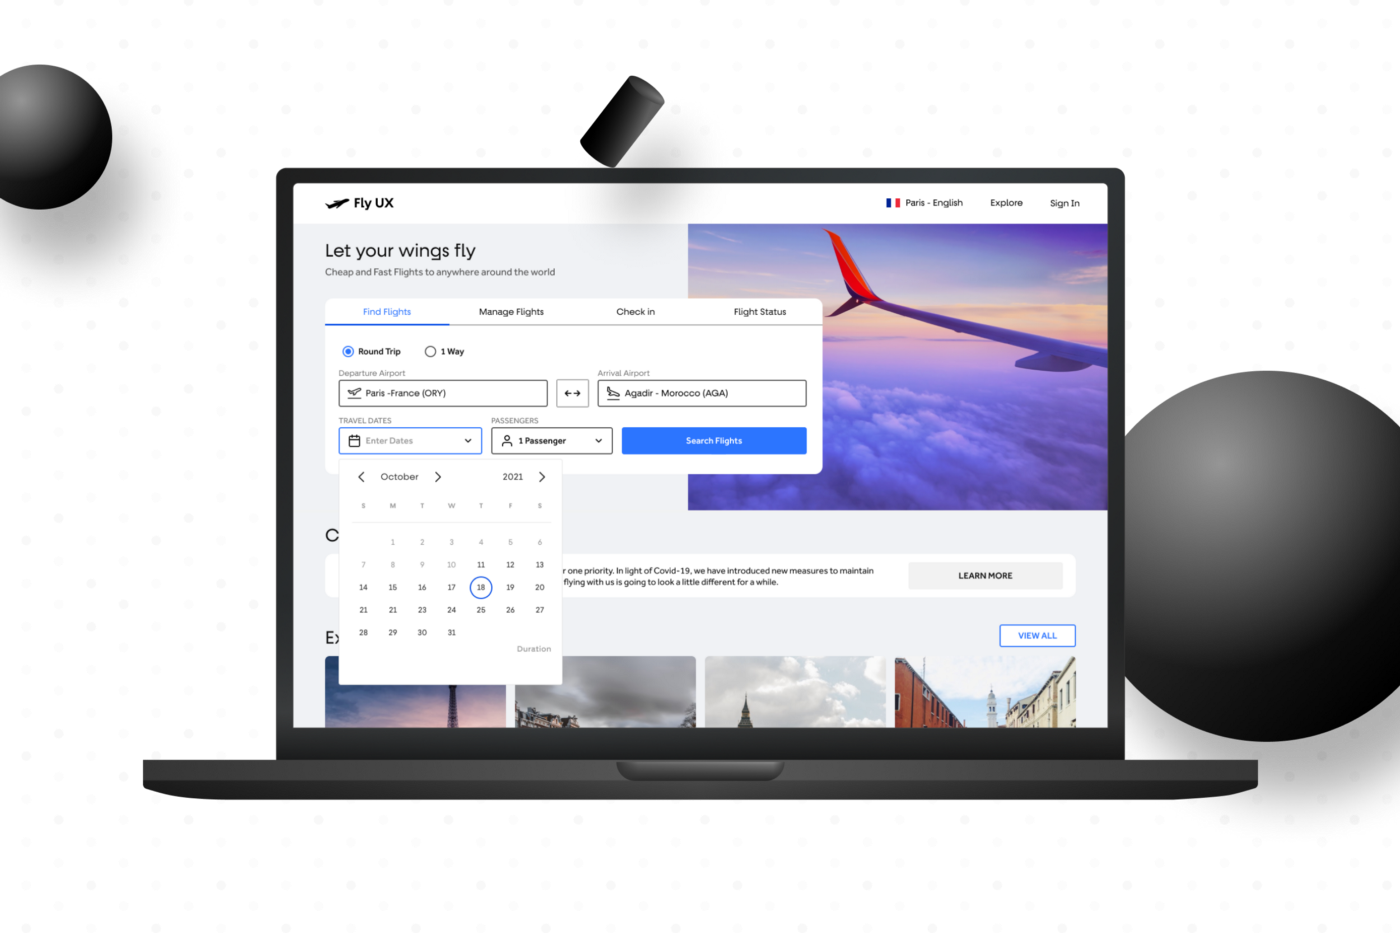 Fly UX
Paris - English
Explore
Sign In
Let your wings fly
Cheap and Fast Flights to anywhere around the world
Find Flights
Manage Flights
Check in
Flight Status
Round Trip
1 Way
Departure Airport
Arrival Airport
Paris -France (ORY)
Agadir - Morocco (AGA)
TRAVEL DATES
PASSENGERS
Enter Dates
1 Passenger
Search Flights
October
2021
S M T W T F S
1 2 3 4 5 6
7 8 9 10 11 12 13
14 15 16 17 18 19 20
21 21 23 24 25 26 27
28 29 30 31
Duration
C
one priority. In light of Covid-19, we have introduced new measures to maintain
flying with us is going to look a little different for a while.
LEARN MORE
Ex
VIEW ALL